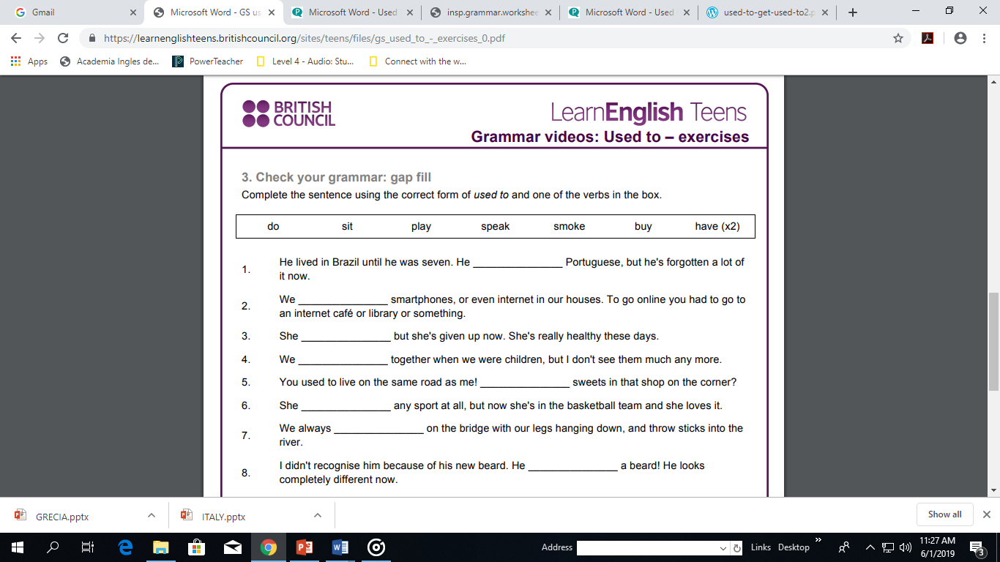 Gmail
Microsoft Word - GS us
Microsoft Word - Used
insp.grammar.workshee
Microsoft Word - Used
used-to-get-used-to2.p
https://learnenglishteens.britishcouncil.org/sites/teens/files/gs_used_to_-_exercises_0.pdf
Apps
Academia Ingles de...
PowerTeacher
Level 4 - Audio: Stu...
Connect with the w...
BRITISH
COUNCIL
LearnEnglish Teens
Grammar videos: Used to – exercises
3. Check your grammar: gap fill
Complete the sentence using the correct form of used to and one of the verbs in the box.
do sit play speak smoke buy have (x2)
1. He lived in Brazil until he was seven. He _______________ Portuguese, but he's forgotten a lot of
it now.
2. We _______________ smartphones, or even internet in our houses. To go online you had to go to
an internet café or library or something.
3. She _______________ but she's given up now. She's really healthy these days.
4. We _______________ together when we were children, but I don't see them much any more.
5. You used to live on the same road as me! _______________ sweets in that shop on the corner?
6. She _______________ any sport at all, but now she's in the basketball team and she loves it.
7. We always _______________ on the bridge with our legs hanging down, and throw sticks into the
river.
8. I didn't recognise him because of his new beard. He _______________ a beard! He looks
completely different now.
GRECIA.pptx
ITALY.pptx
Show all
Address
Links
Desktop
11:27 AM
6/1/2019
3